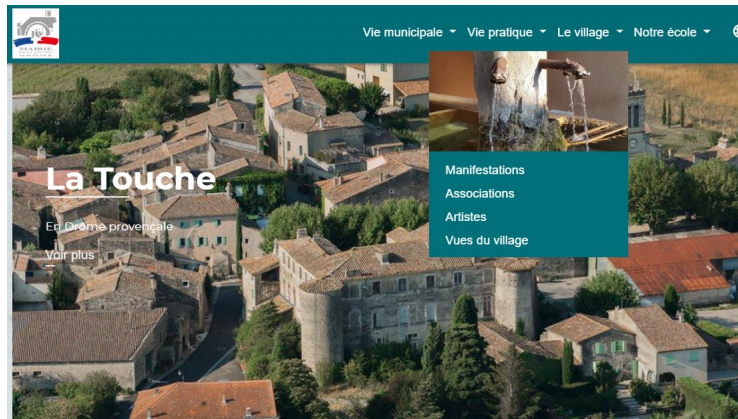 MAIRIE
Vie municipale
Vie pratique
Le village
Notre école
Manifestations
Associations
Artistes
Vues du village
La Touche
En Drôme provençale
Voir plus